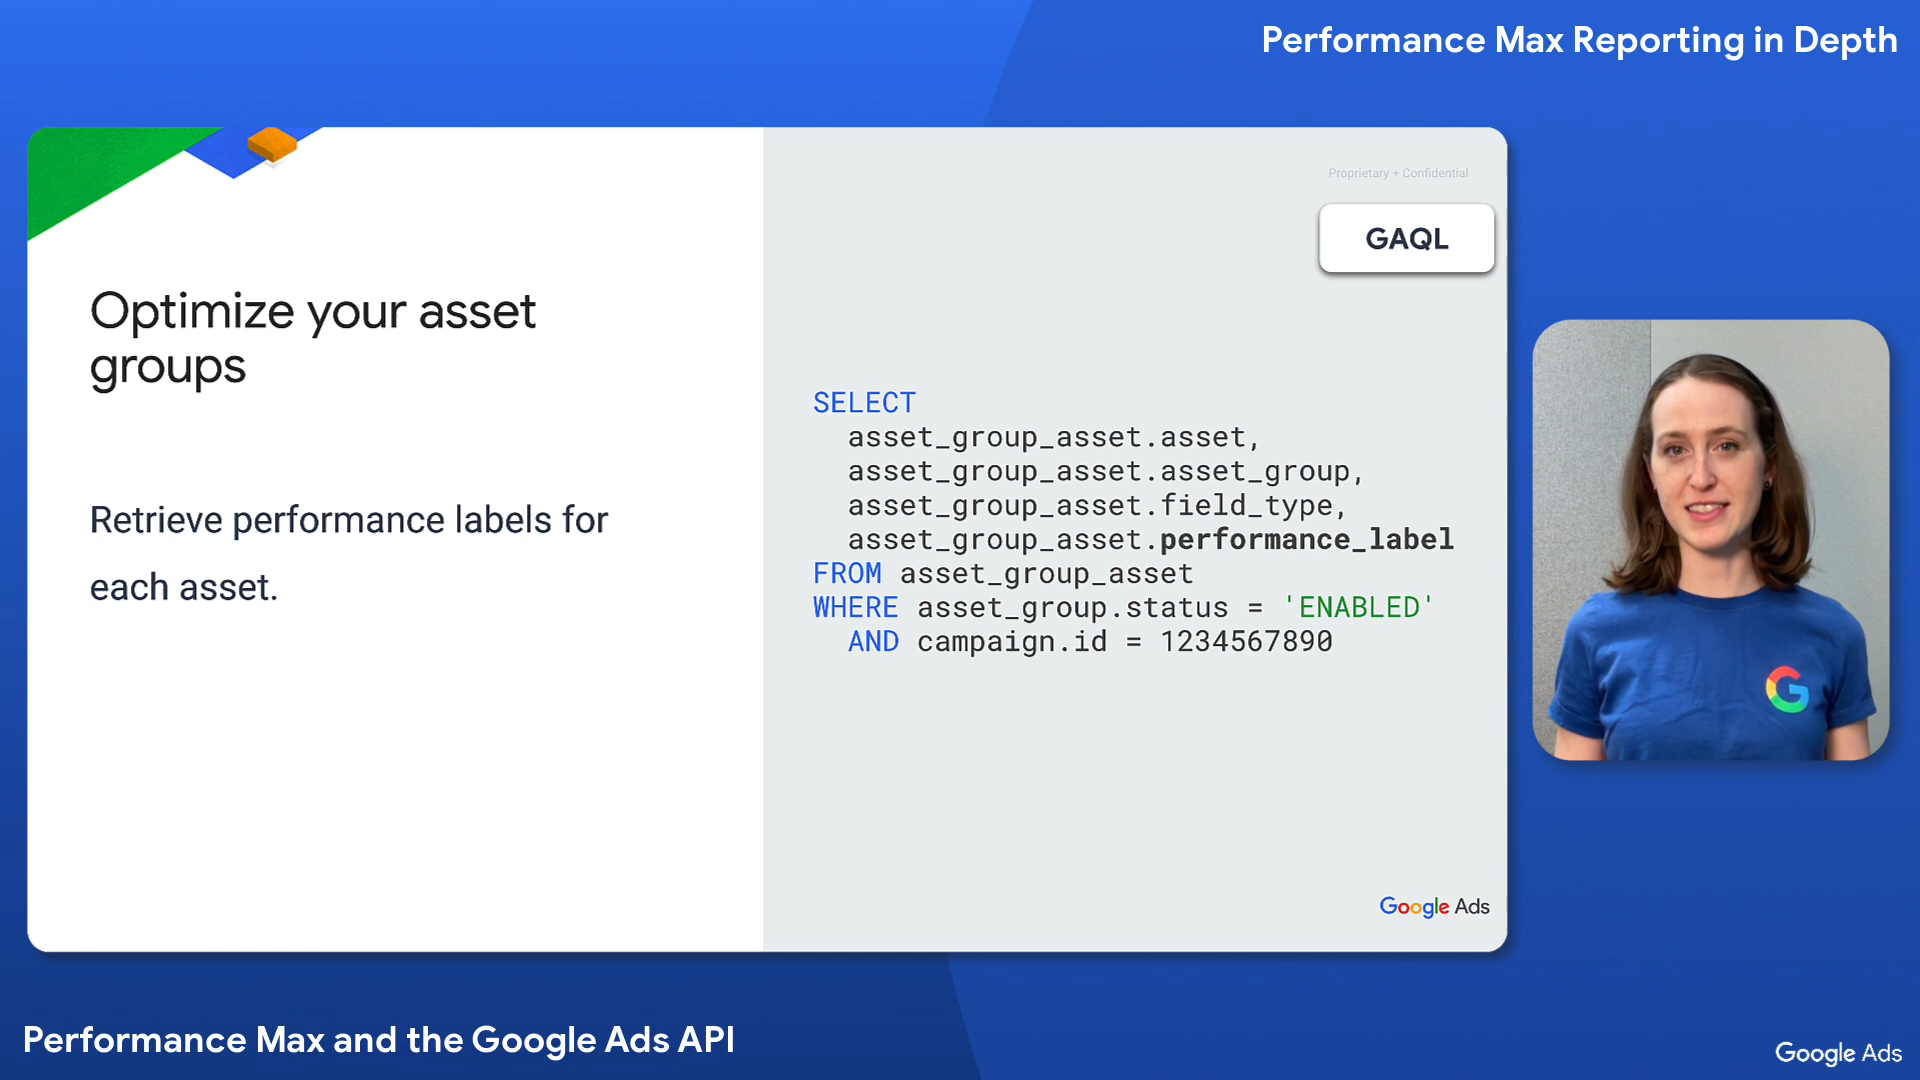 Performance Max Reporting in Depth
Proprietary + Confidential
GAQL
Optimize your asset
groups
Retrieve performance labels for
each asset.
SELECT
  asset_group_asset.asset,
  asset_group_asset.asset_group,
  asset_group_asset.field_type,
  asset_group_asset.performance_label
FROM asset_group_asset
WHERE asset_group.status = 'ENABLED'
  AND campaign.id = 1234567890
Google Ads
G
Performance Max and the Google Ads API
Google Ads